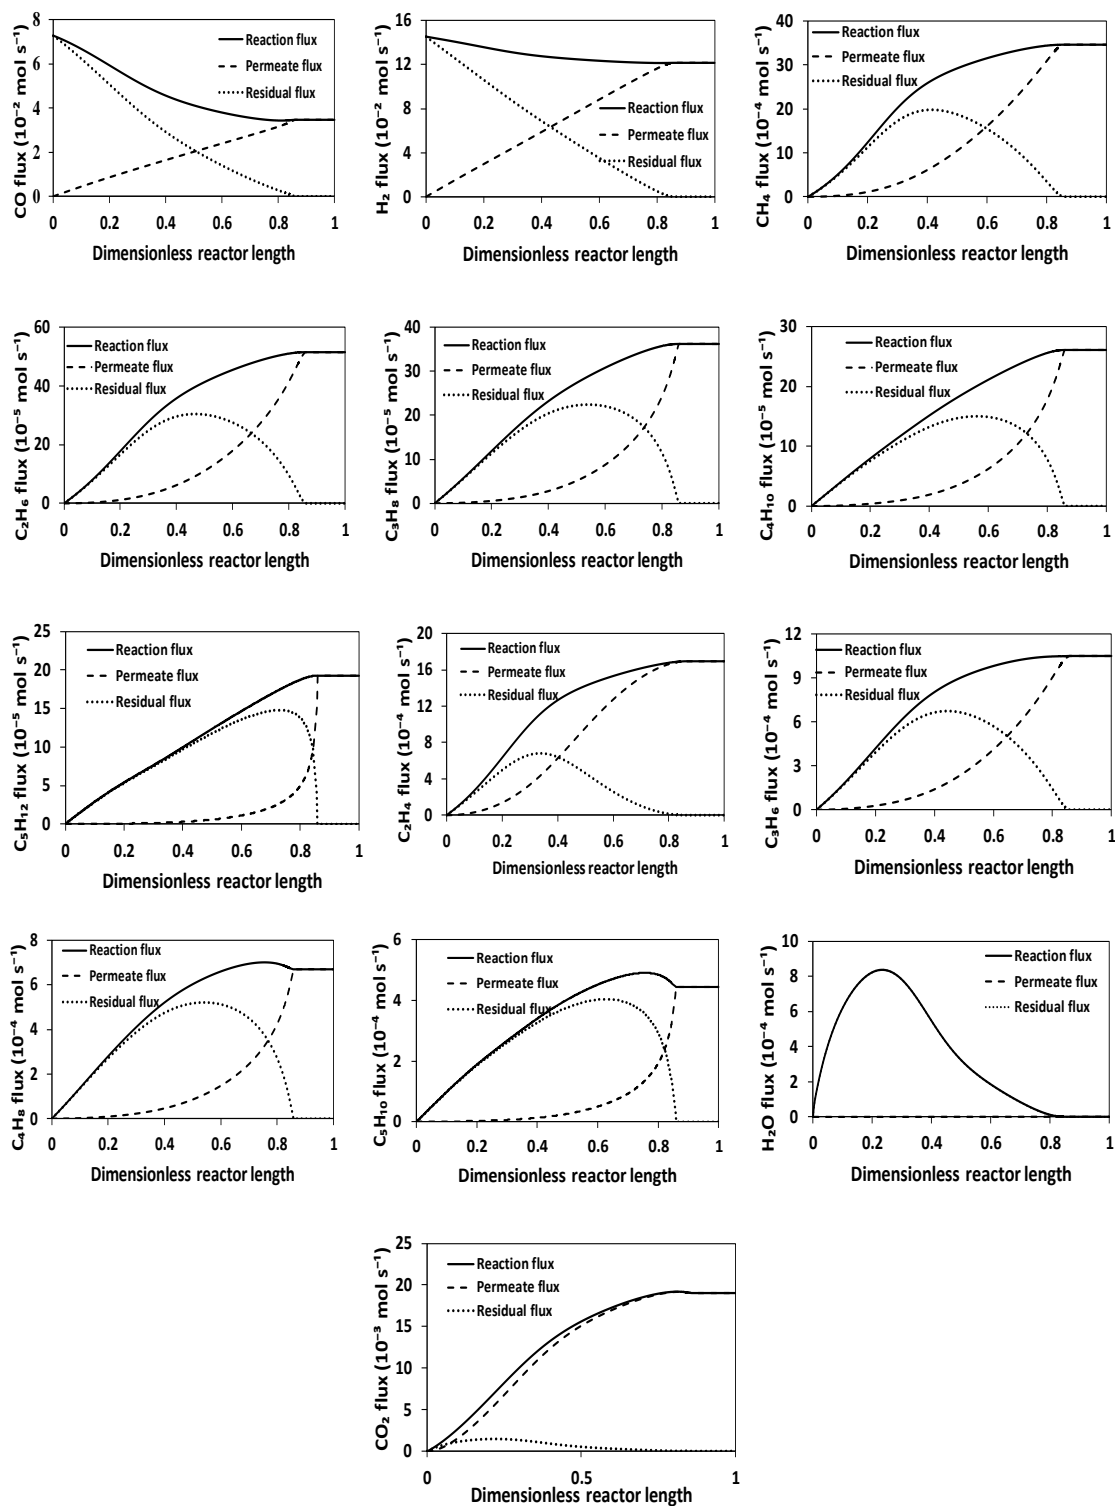 CO flux (10⁻² mol s⁻¹)
8
6
4
2
0
Reaction flux
Permeate flux
Residual flux
0 0.2 0.4 0.6 0.8 1
Dimensionless reactor length
H₂ flux (10⁻² mol s⁻¹)
16
12
8
4
0
Reaction flux
Permeate flux
Residual flux
0 0.2 0.4 0.6 0.8 1
Dimensionless reactor length
CH₄ flux (10⁻⁴ mol s⁻¹)
40
30
20
10
0
Reaction flux
Permeate flux
Residual flux
0 0.2 0.4 0.6 0.8 1
Dimensionless reactor length
C₂H₆ flux (10⁻⁵ mol s⁻¹)
60
40
20
0
Reaction flux
Permeate flux
Residual flux
0 0.2 0.4 0.6 0.8 1
Dimensionless reactor length
C₃H₈ flux (10⁻⁵ mol s⁻¹)
40
30
20
10
0
Reaction flux
Permeate flux
Residual flux
0 0.2 0.4 0.6 0.8 1
Dimensionless reactor length
C₄H₁₀ flux (10⁻⁵ mol s⁻¹)
30
20
10
0
Reaction flux
Permeate flux
Residual flux
0 0.2 0.4 0.6 0.8 1
Dimensionless reactor length
C₅H₁₂ flux (10⁻⁵ mol s⁻¹)
25
20
15
10
5
0
Reaction flux
Permeate flux
Residual flux
0 0.2 0.4 0.6 0.8 1
Dimensionless reactor length
C₂H₄ flux (10⁻⁴ mol s⁻¹)
20
16
12
8
4
0
Reaction flux
Permeate flux
Residual flux
0 0.2 0.4 0.6 0.8 1
Dimensionless reactor length
C₃H₆ flux (10⁻⁴ mol s⁻¹)
12
9
6
3
0
Reaction flux
Permeate flux
Residual flux
0 0.2 0.4 0.6 0.8 1
Dimensionless reactor length
C₄H₈ flux (10⁻⁴ mol s⁻¹)
8
6
4
2
0
Reaction flux
Permeate flux
Residual flux
0 0.2 0.4 0.6 0.8 1
Dimensionless reactor length
C₅H₁₀ flux (10⁻⁴ mol s⁻¹)
6
4
2
0
Reaction flux
Permeate flux
Residual flux
0 0.2 0.4 0.6 0.8 1
Dimensionless reactor length
H₂O flux (10⁻⁴ mol s⁻¹)
10
8
6
4
2
0
Reaction flux
Permeate flux
Residual flux
0 0.2 0.4 0.6 0.8 1
Dimensionless reactor length
CO₂ flux (10⁻³ mol s⁻¹)
25
20
15
10
5
0
Reaction flux
Permeate flux
Residual flux
0 0.5 1
Dimensionless reactor length